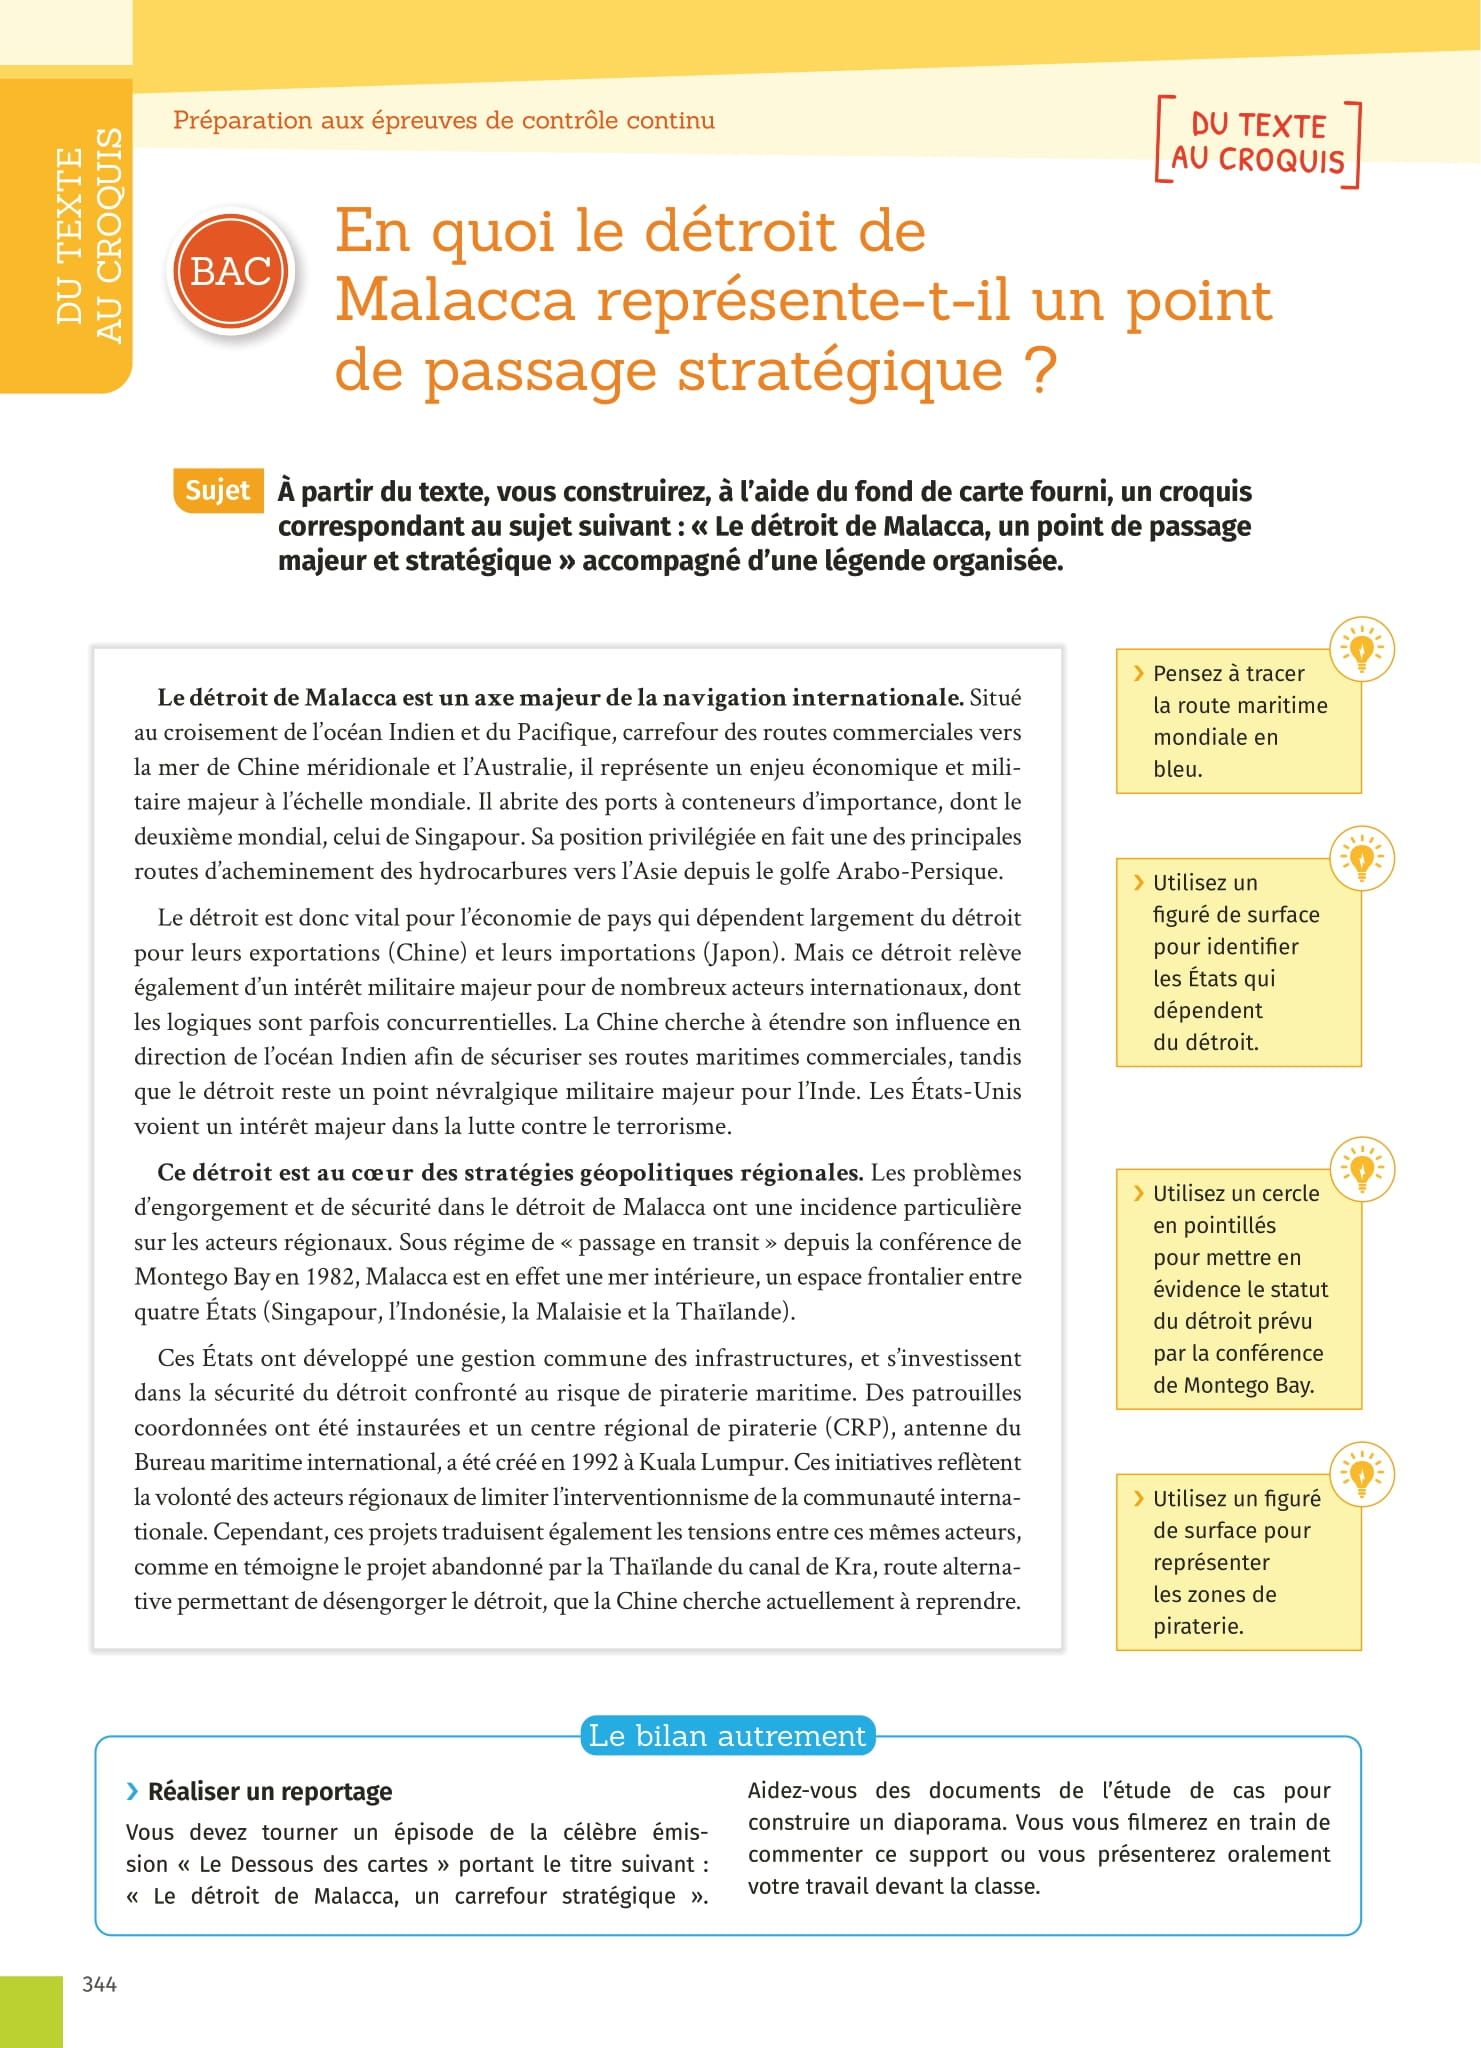 DU TEXTE
AU CROQUIS
Préparation aux épreuves de contrôle continu
DU TEXTE
AU CROQUIS
BAC
En quoi le détroit de
Malacca représente-t-il un point
de passage stratégique ?
Sujet
À partir du texte, vous construirez, à l'aide du fond de carte fourni, un croquis
correspondant au sujet suivant : « Le détroit de Malacca, un point de passage
majeur et stratégique » accompagné d'une légende organisée.
Le détroit de Malacca est un axe majeur de la navigation internationale. Situé
au croisement de l'océan Indien et du Pacifique, carrefour des routes commerciales vers
la mer de Chine méridionale et l'Australie, il représente un enjeu économique et mili-
taire majeur à l'échelle mondiale. Il abrite des ports à conteneurs d'importance, dont le
deuxième mondial, celui de Singapour. Sa position privilégiée en fait une des principales
routes d'acheminement des hydrocarbures vers l'Asie depuis le golfe Arabo-Persique.
Le détroit est donc vital pour l'économie de pays qui dépendent largement du détroit
pour leurs exportations (Chine) et leurs importations (Japon). Mais ce détroit relève
également d'un intérêt militaire majeur pour de nombreux acteurs internationaux, dont
les logiques sont parfois concurrentielles. La Chine cherche à étendre son influence en
direction de l'océan Indien afin de sécuriser ses routes maritimes commerciales, tandis
que le détroit reste un point névralgique militaire majeur pour l'Inde. Les États-Unis
voient un intérêt majeur dans la lutte contre le terrorisme.
Ce détroit est au cœur des stratégies géopolitiques régionales. Les problèmes
d'engorgement et de sécurité dans le détroit de Malacca ont une incidence particulière
sur les acteurs régionaux. Sous régime de « passage en transit » depuis la conférence de
Montego Bay en 1982, Malacca est en effet une mer intérieure, un espace frontalier entre
quatre États (Singapour, l'Indonésie, la Malaisie et la Thaïlande).
Ces États ont développé une gestion commune des infrastructures, et s'investissent
dans la sécurité du détroit confronté au risque de piraterie maritime. Des patrouilles
coordonnées ont été instaurées et un centre régional de piraterie (CRP), antenne du
Bureau maritime international, a été créé en 1992 à Kuala Lumpur. Ces initiatives reflètent
la volonté des acteurs régionaux de limiter l'interventionnisme de la communauté interna-
tionale. Cependant, ces projets traduisent également les tensions entre ces mêmes acteurs,
comme en témoigne le projet abandonné par la Thaïlande du canal de Kra, route alterna-
tive permettant de désengorger le détroit, que la Chine cherche actuellement à reprendre.
› Pensez à tracer
la route maritime
mondiale en
bleu.
› Utilisez un
figuré de surface
pour identifier
les États qui
dépendent
du détroit.
› Utilisez un cercle
en pointillés
pour mettre en
évidence le statut
du détroit prévu
par la conférence
de Montego Bay.
› Utilisez un figuré
de surface pour
représenter
les zones de
piraterie.
Le bilan autrement
› Réaliser un reportage
Vous devez tourner un épisode de la célèbre émis-
sion « Le Dessous des cartes » portant le titre suivant :
« Le détroit de Malacca, un carrefour stratégique ».
Aidez-vous des documents de l'étude de cas pour
construire un diaporama. Vous vous filmerez en train de
commenter ce support ou vous présenterez oralement
votre travail devant la classe.
344